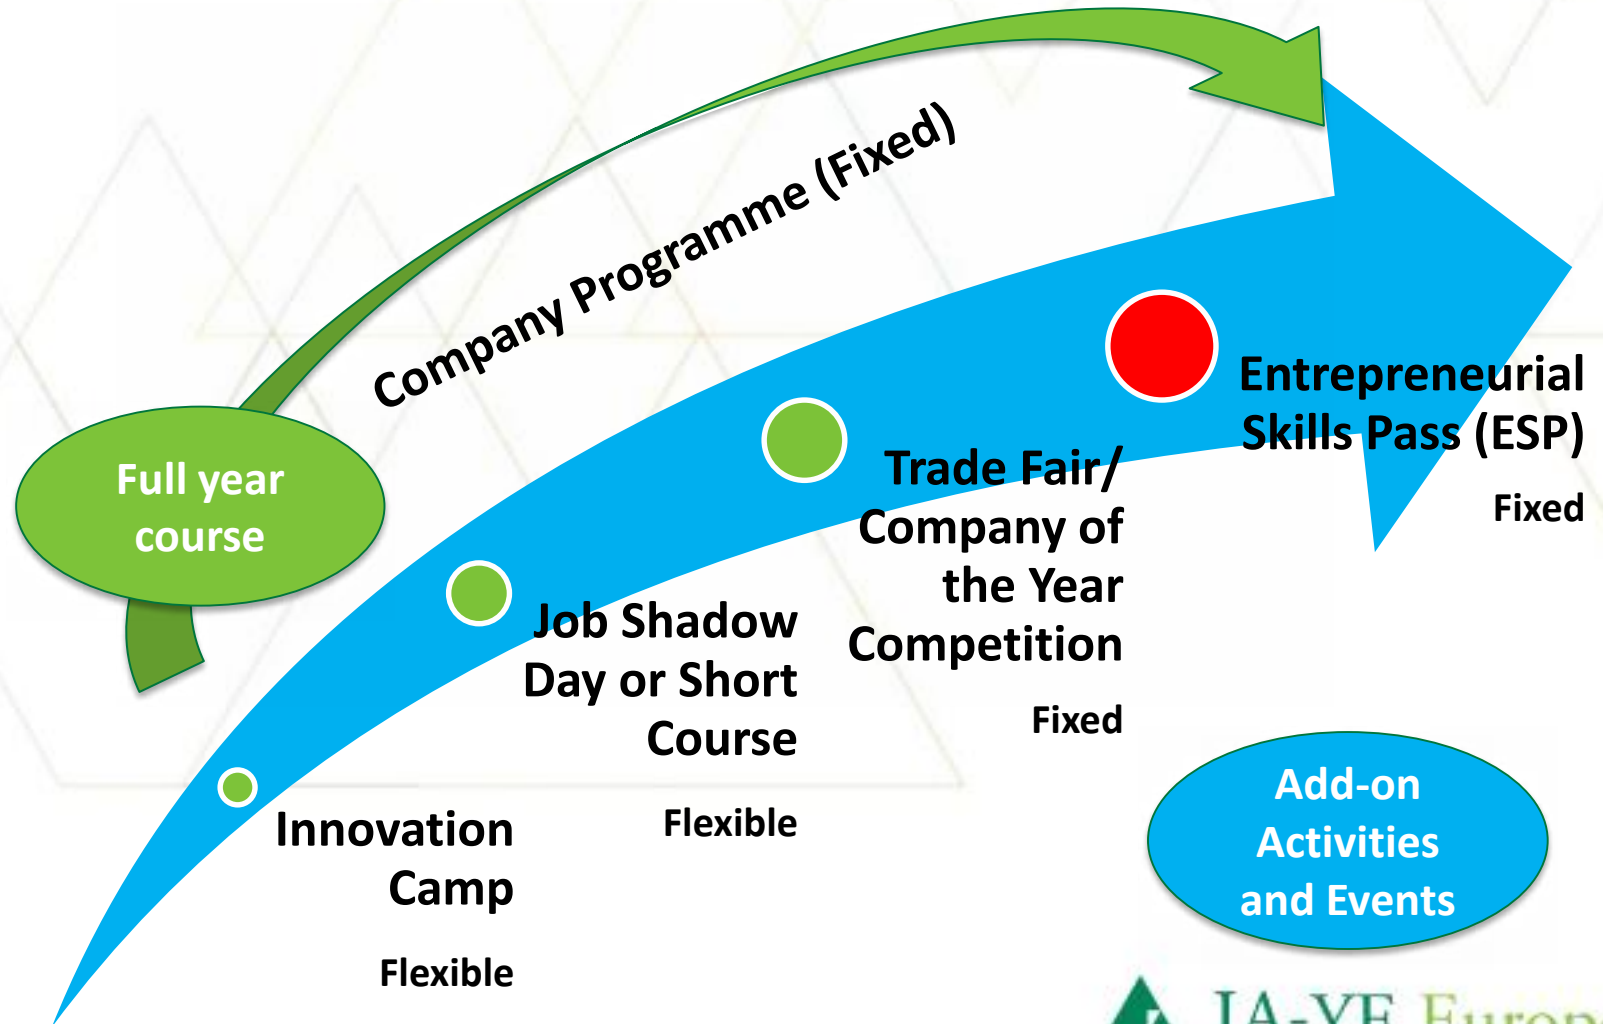 Company Programme (Fixed)
Full year
course
Entrepreneurial
Skills Pass (ESP)
Fixed
Trade Fair/
Company of
the Year
Competition
Fixed
Job Shadow
Day or Short
Course
Flexible
Innovation
Camp
Flexible
Add-on
Activities
and Events
JA-YE Europe